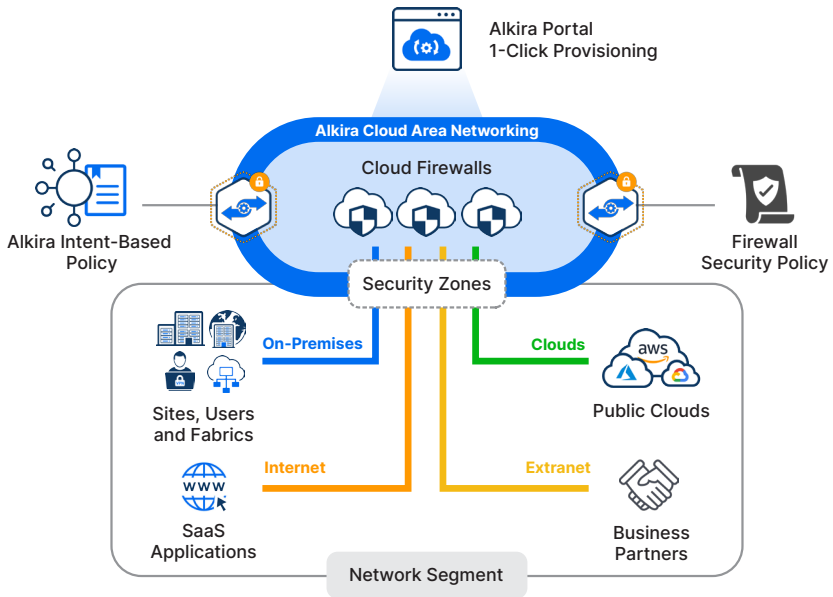 Alkira Portal
1-Click Provisioning
Alkira Cloud Area Networking
Cloud Firewalls
Alkira Intent-Based
Policy
Firewall
Security Policy
Security Zones
On-Premises
Clouds
aws
Sites, Users
and Fabrics
Public Clouds
Internet
Extranet
WWW
SaaS
Applications
Business
Partners
Network Segment